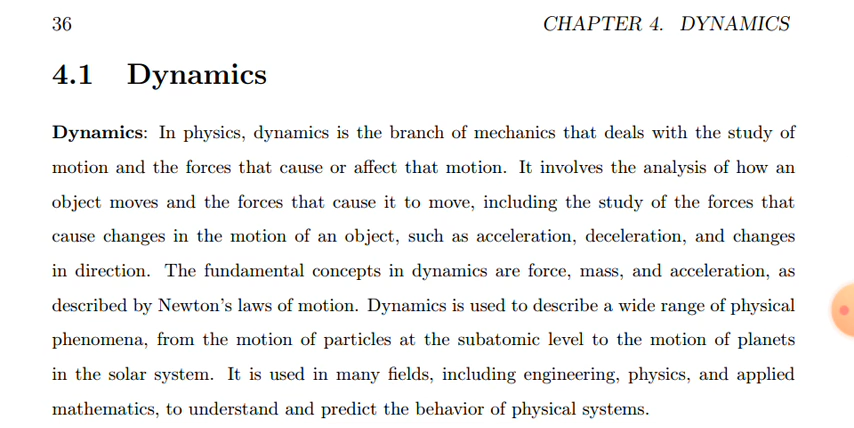 36 CHAPTER 4. DYNAMICS
4.1 Dynamics
Dynamics: In physics, dynamics is the branch of mechanics that deals with the study of
motion and the forces that cause or affect that motion. It involves the analysis of how an
object moves and the forces that cause it to move, including the study of the forces that
cause changes in the motion of an object, such as acceleration, deceleration, and changes
in direction. The fundamental concepts in dynamics are force, mass, and acceleration, as
described by Newton's laws of motion. Dynamics is used to describe a wide range of physical
phenomena, from the motion of particles at the subatomic level to the motion of planets
in the solar system. It is used in many fields, including engineering, physics, and applied
mathematics, to understand and predict the behavior of physical systems.